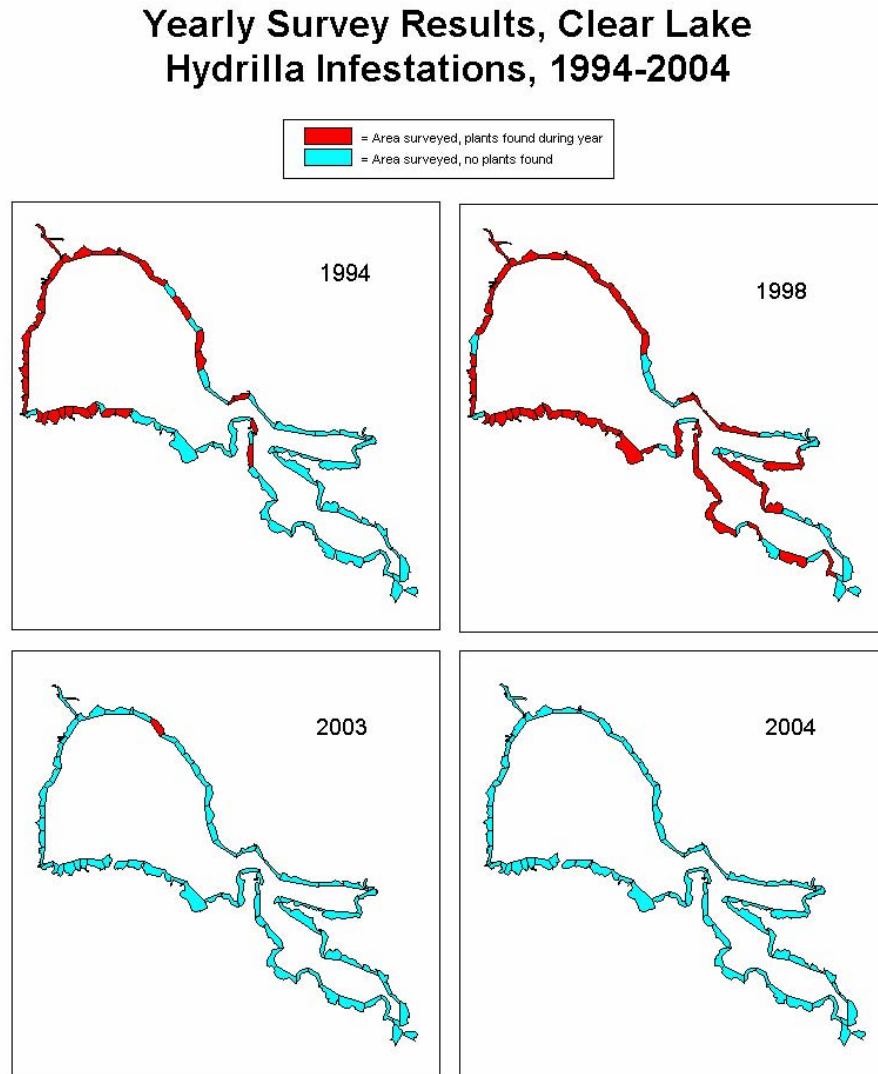 Yearly Survey Results, Clear Lake
Hydrilla Infestations, 1994-2004
= Area surveyed, plants found during year
= Area surveyed, no plants found
1994
1998
2003
2004